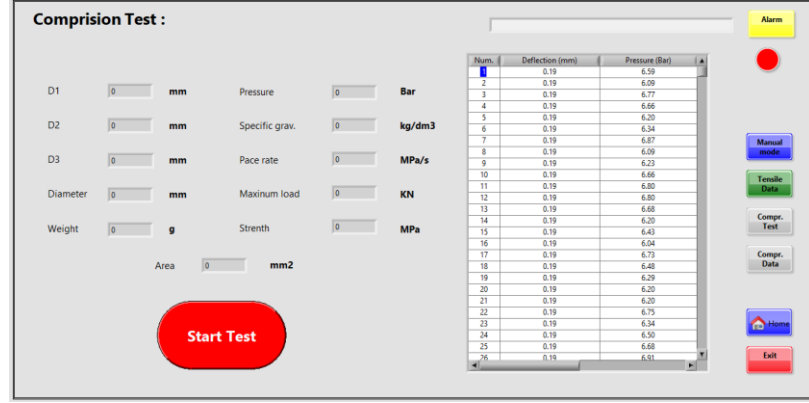 Comprision Test :
D1 0 mm
D2 0 mm
D3 0 mm
Diameter 0 mm
Weight 0 g
Area 0 mm2
Pressure 0 Bar
Specific grav. 0 kg/dm3
Pace rate 0 MPa/s
Maxinum load 0 KN
Strenth 0 MPa
Start Test
Num. Deflection (mm) Pressure (Bar)
1 0.19 6.59
2 0.19 6.09
3 0.19 6.77
4 0.19 6.66
5 0.19 6.20
6 0.19 6.34
7 0.19 6.87
8 0.19 6.09
9 0.19 6.23
10 0.19 6.66
11 0.19 6.80
12 0.19 6.80
13 0.19 6.68
14 0.19 6.20
15 0.19 6.43
16 0.19 6.04
17 0.19 6.73
18 0.19 6.48
19 0.19 6.29
20 0.19 6.20
21 0.19 6.20
22 0.19 6.75
23 0.19 6.34
24 0.19 6.50
25 0.19 6.68
26 0.19 6.91
Alarm
Manual
mode
Tensile
Data
Compr.
Test
Compr.
Data
Home
Exit